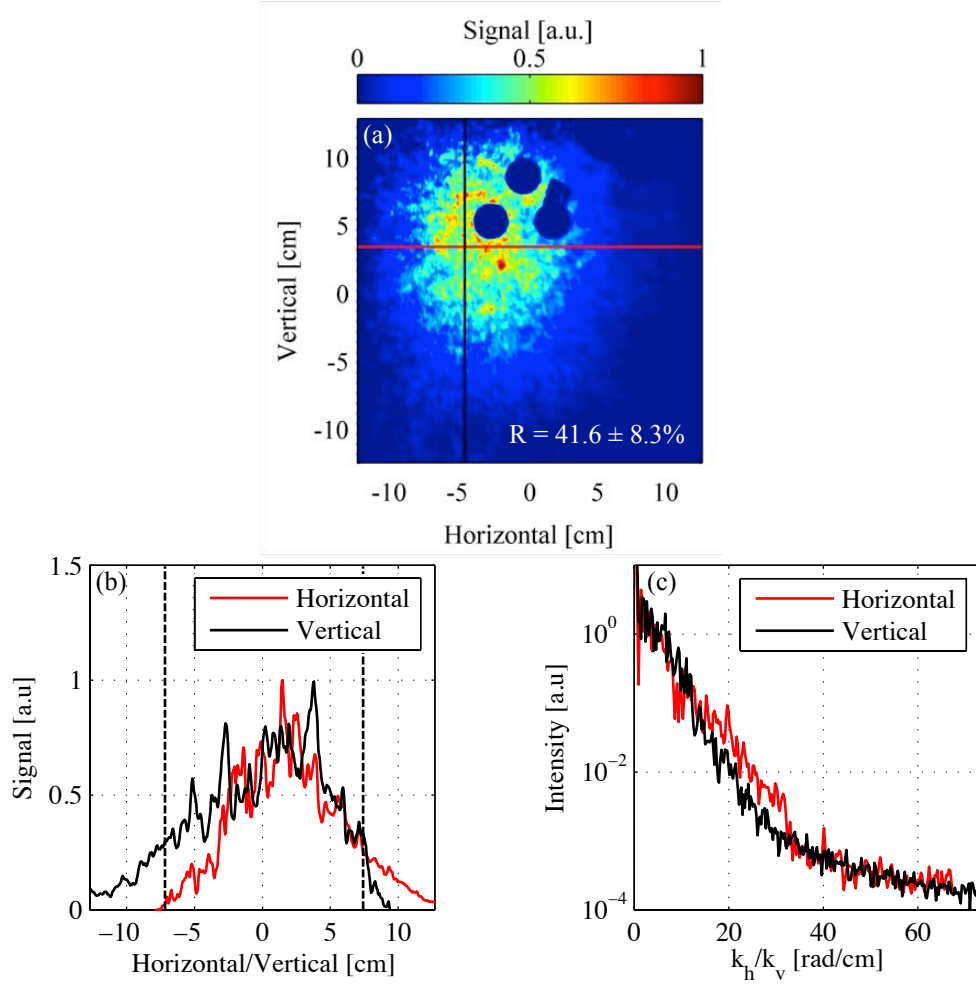 Signal [a.u.]
0 0.5 1
(a)
10
5
0
-5
-10
Vertical [cm]
R = 41.6 ± 8.3%
-10 -5 0 5 10
Horizontal [cm]
(b)
Horizontal
Vertical
1.5
1
0.5
0
Signal [a.u]
−10 −5 0 5 10
Horizontal/Vertical [cm]
(c)
Horizontal
Vertical
10^0
10^−2
10^−4
Intensity [a.u]
0 20 40 60
k_h/k_v [rad/cm]